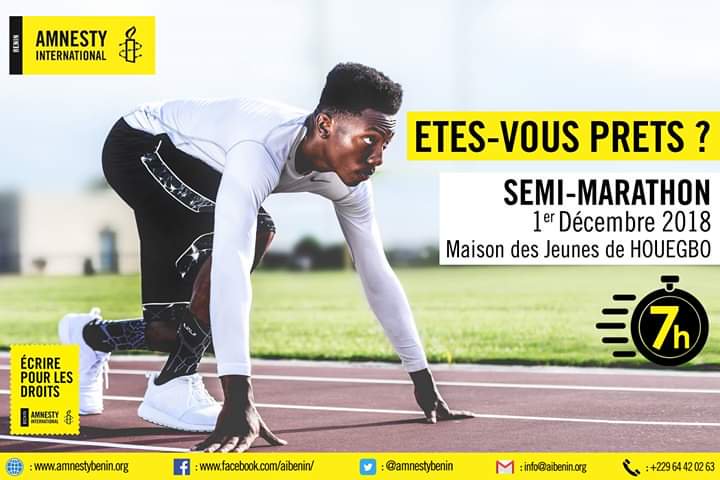 BENIN
AMNESTY
INTERNATIONAL
ETES-VOUS PRETS ?
SEMI-MARATHON
1er Décembre 2018
Maison des Jeunes de HOUEGBO
7h
ÉCRIRE
POUR LES
DROITS
BENIN
AMNESTY
INTERNATIONAL
: www.amnestybenin.org
: www.facebook.com/aibenin/
: @amnestybenin
: info@aibenin.org
: +229 64 42 02 63